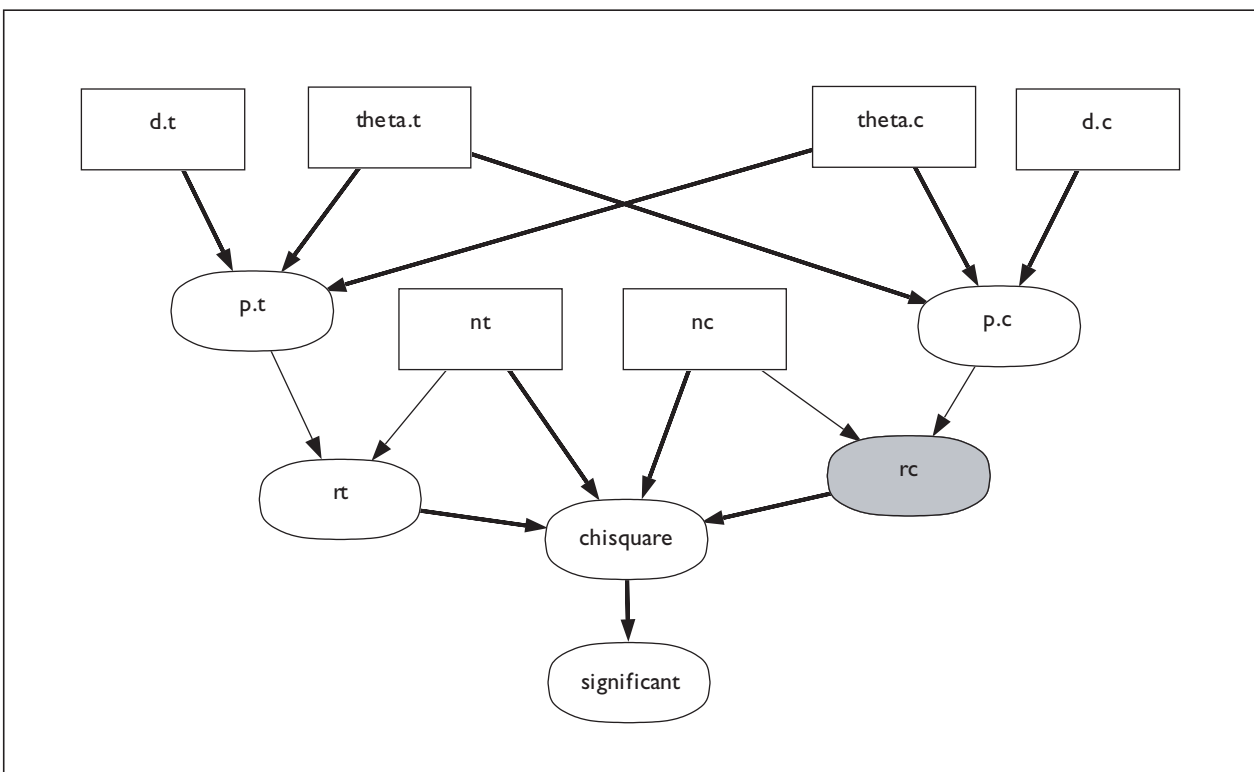 d.t
theta.t
theta.c
d.c
p.t
nt
nc
p.c
rt
rc
chisquare
significant